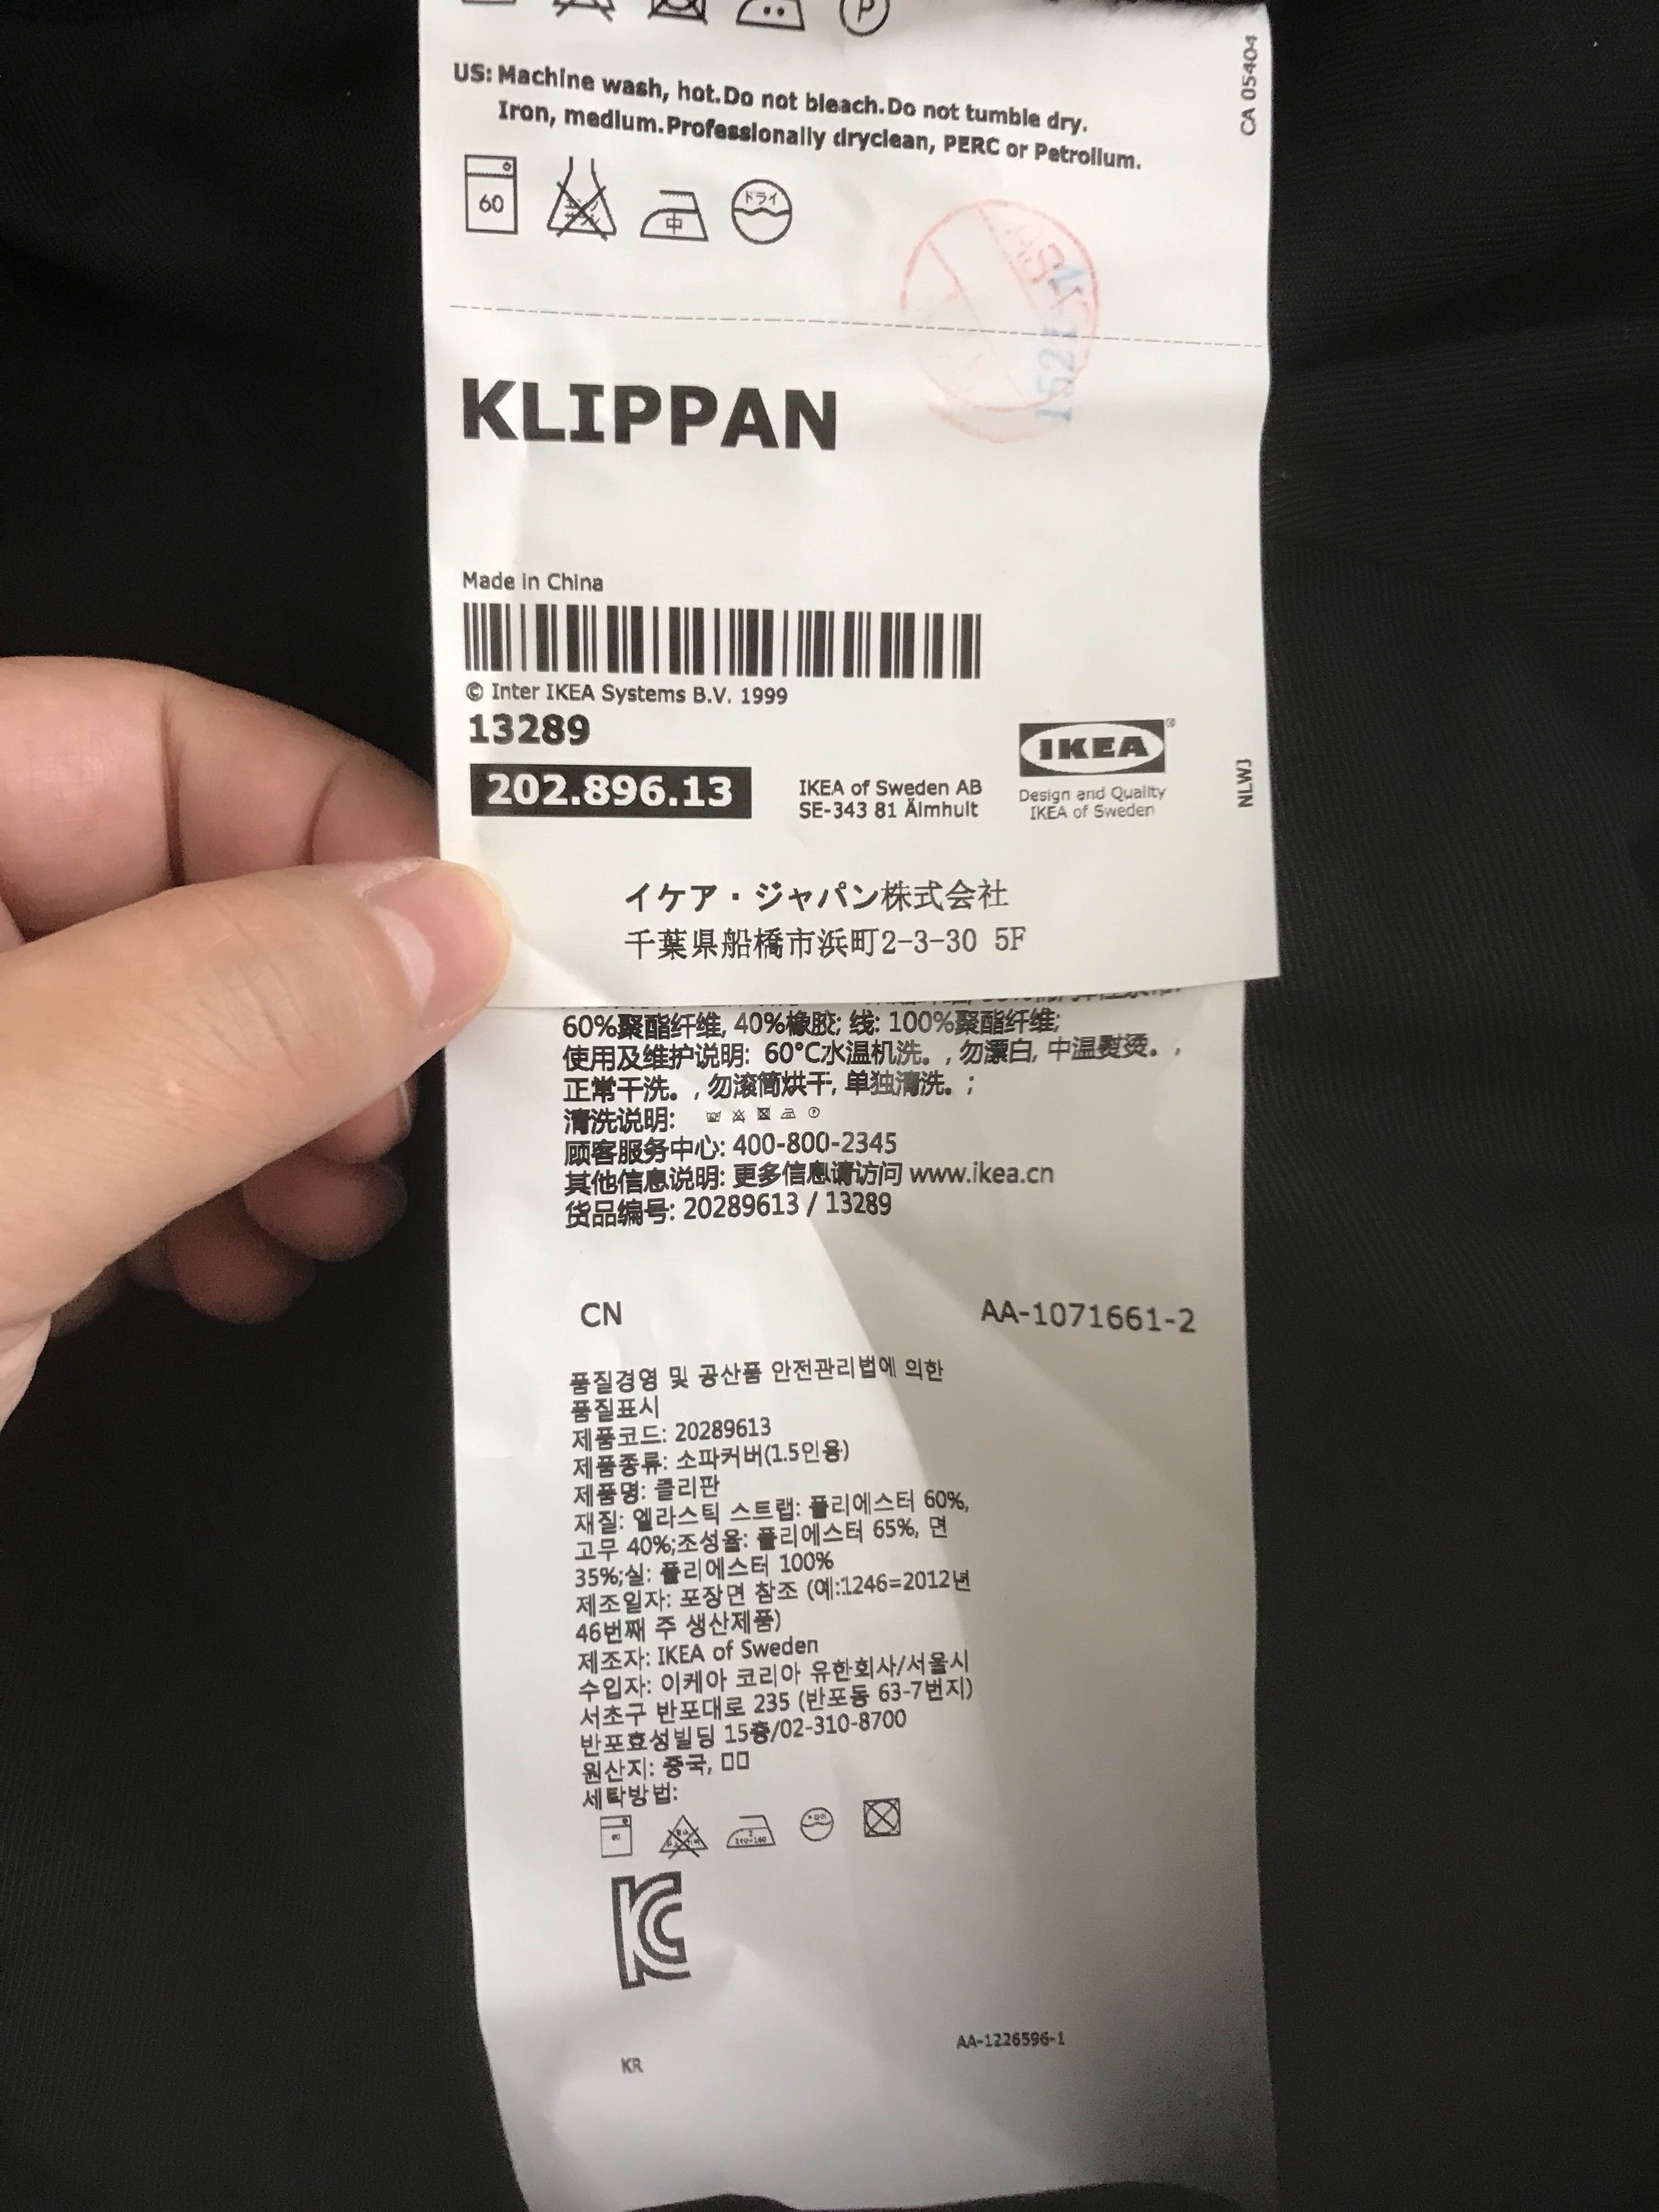 P
CA 05404
US: Machine wash, hot.Do not bleach.Do not tumble dry.
Iron, medium.Professionally dryclean, PERC or Petrolium.
60
中
ドライ
1521
KLIPPAN
Made in China
© Inter IKEA Systems B.V. 1999
13289
202.896.13
IKEA of Sweden AB
SE-343 81 Älmhult
IKEA®
Design and Quality
IKEA of Sweden
NLWJ
イケア・ジャパン株式会社
千葉県船橋市浜町2-3-30 5F
60%聚酯纤维, 40%橡胶; 线: 100%聚酯纤维;
使用及维护说明: 60°C水温机洗。, 勿漂白, 中温熨烫。,
正常干洗。, 勿滚筒烘干, 单独清洗。;
清洗说明:
顾客服务中心: 400-800-2345
其他信息说明: 更多信息请访问 www.ikea.cn
货品编号: 20289613 / 13289
CN
AA-1071661-2
품질경영 및 공산품 안전관리법에 의한
품질표시
제품코드: 20289613
제품종류: 소파커버(1.5인용)
제품명: 클리판
재질: 엘라스틱 스트랩: 폴리에스터 60%,
고무 40%;조성율: 폴리에스터 65%, 면
35%;실: 폴리에스터 100%
제조일자: 포장면 참조 (예:1246=2012년
46번째 주 생산제품)
제조자: IKEA of Sweden
수입자: 이케아 코리아 유한회사/서울시
서초구 반포대로 235 (반포동 63-7번지)
반포효성빌딩 15층/02-310-8700
원산지: 중국, □□
세탁방법:
KC
AA-1226596-1
KR